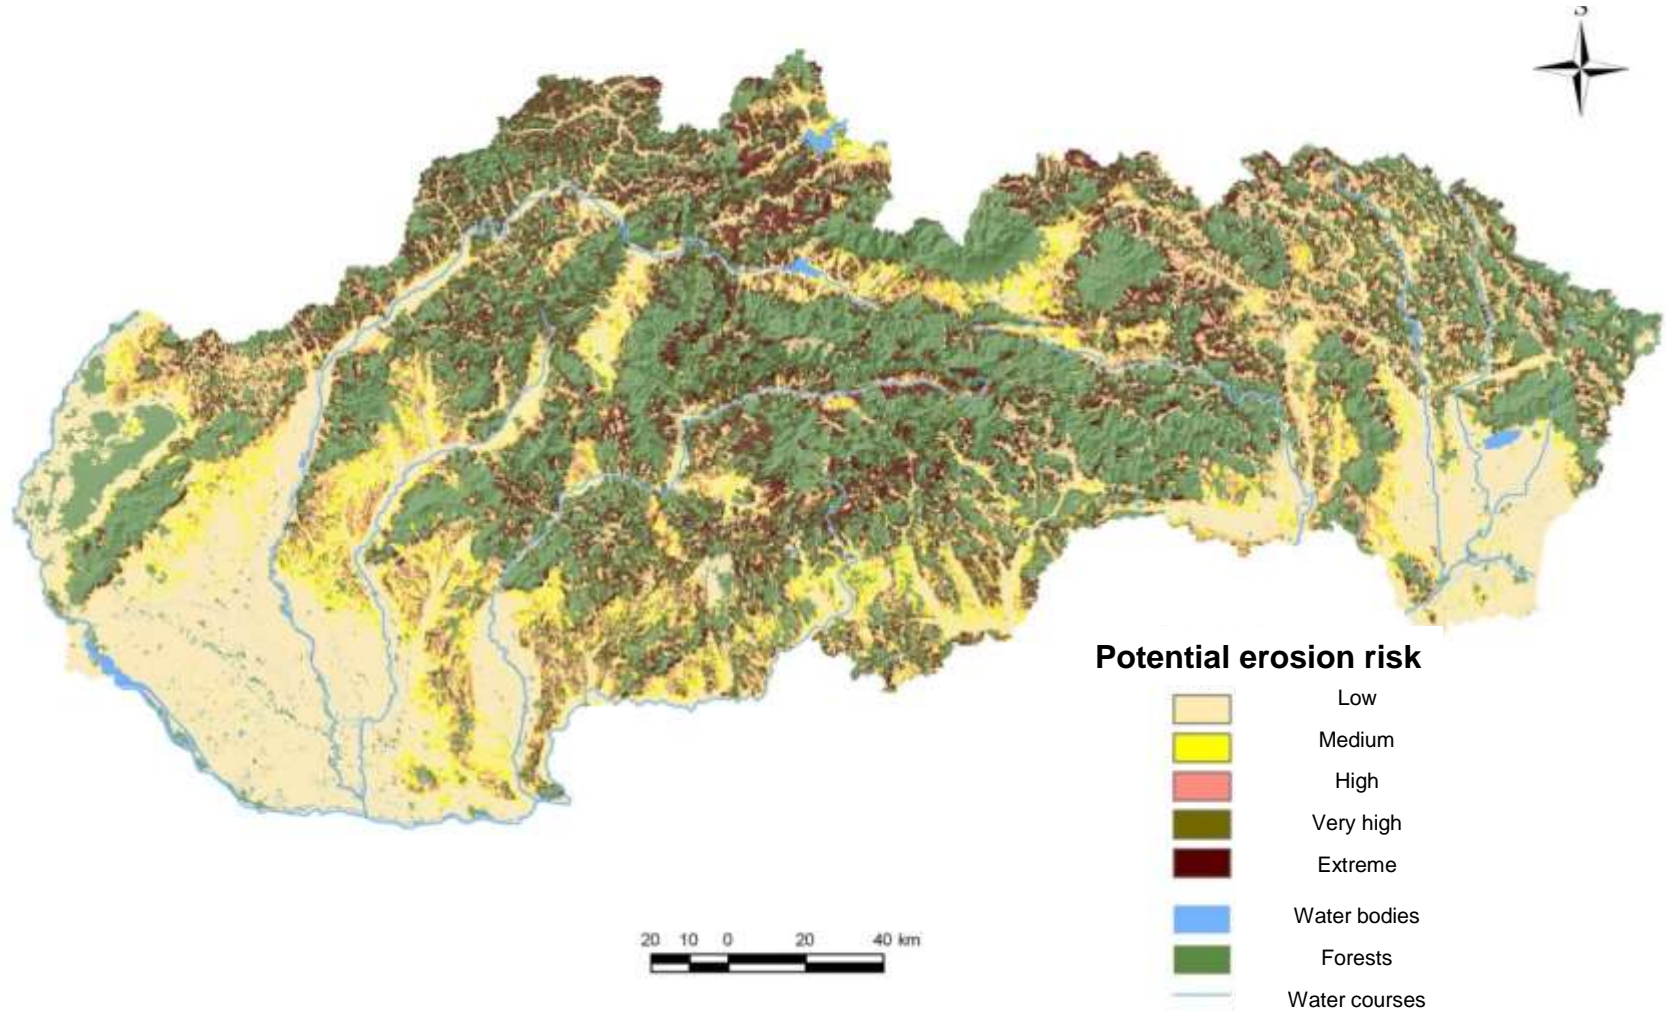 S
Potential erosion risk
Low
Medium
High
Very high
Extreme
Water bodies
Forests
Water courses
20 10 0 20 40 km